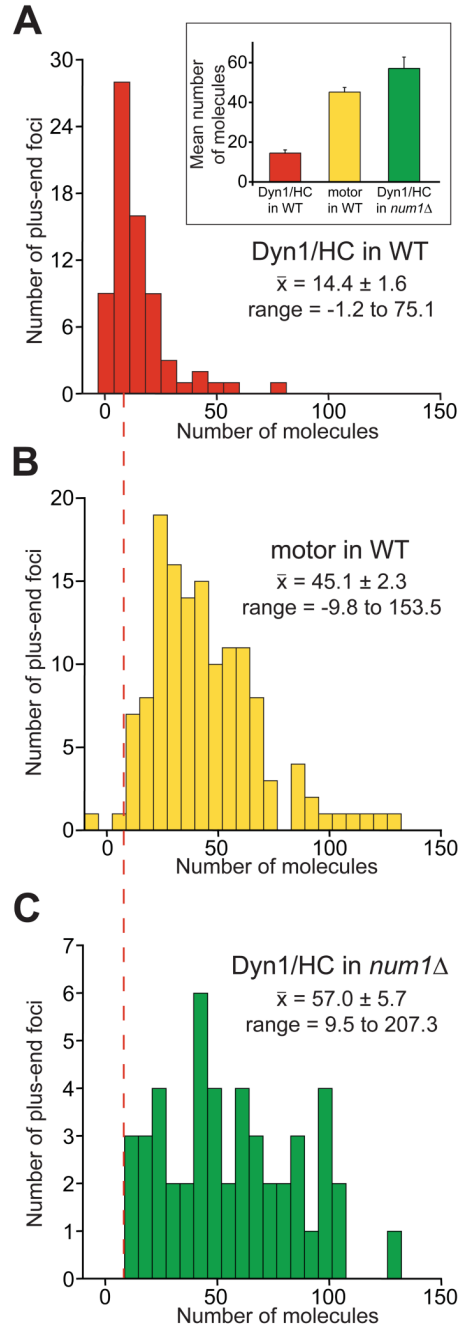 A
Number of plus-end foci
30
24
18
12
6
0
Mean number
of molecules
60
40
20
0
Dyn1/HC
in WT
motor
in WT
Dyn1/HC
in num1Δ
Dyn1/HC in WT
x̄ = 14.4 ± 1.6
range = -1.2 to 75.1
0
50
100
150
Number of molecules
B
Number of plus-end foci
20
15
10
5
0
motor in WT
x̄ = 45.1 ± 2.3
range = -9.8 to 153.5
0
50
100
150
Number of molecules
C
Number of plus-end foci
7
6
5
4
3
2
1
0
Dyn1/HC in num1Δ
x̄ = 57.0 ± 5.7
range = 9.5 to 207.3
0
50
100
150
Number of molecules